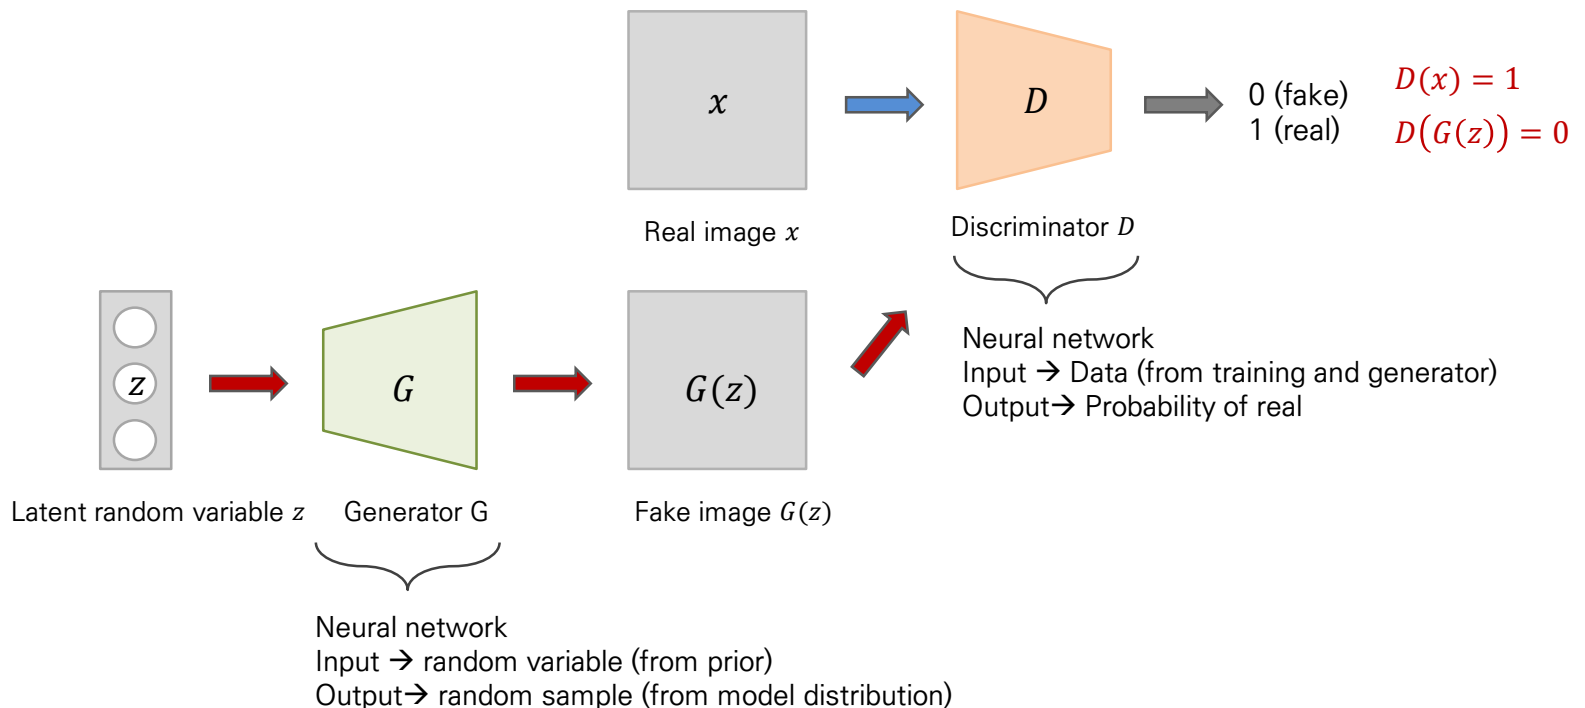 x
D
0 (fake)
1 (real)
D(x) = 1
D(G(z)) = 0
Real image x
Discriminator D
z
G
G(z)
Neural network
Input → Data (from training and generator)
Output→ Probability of real
Latent random variable z
Generator G
Fake image G(z)
Neural network
Input → random variable (from prior)
Output→ random sample (from model distribution)